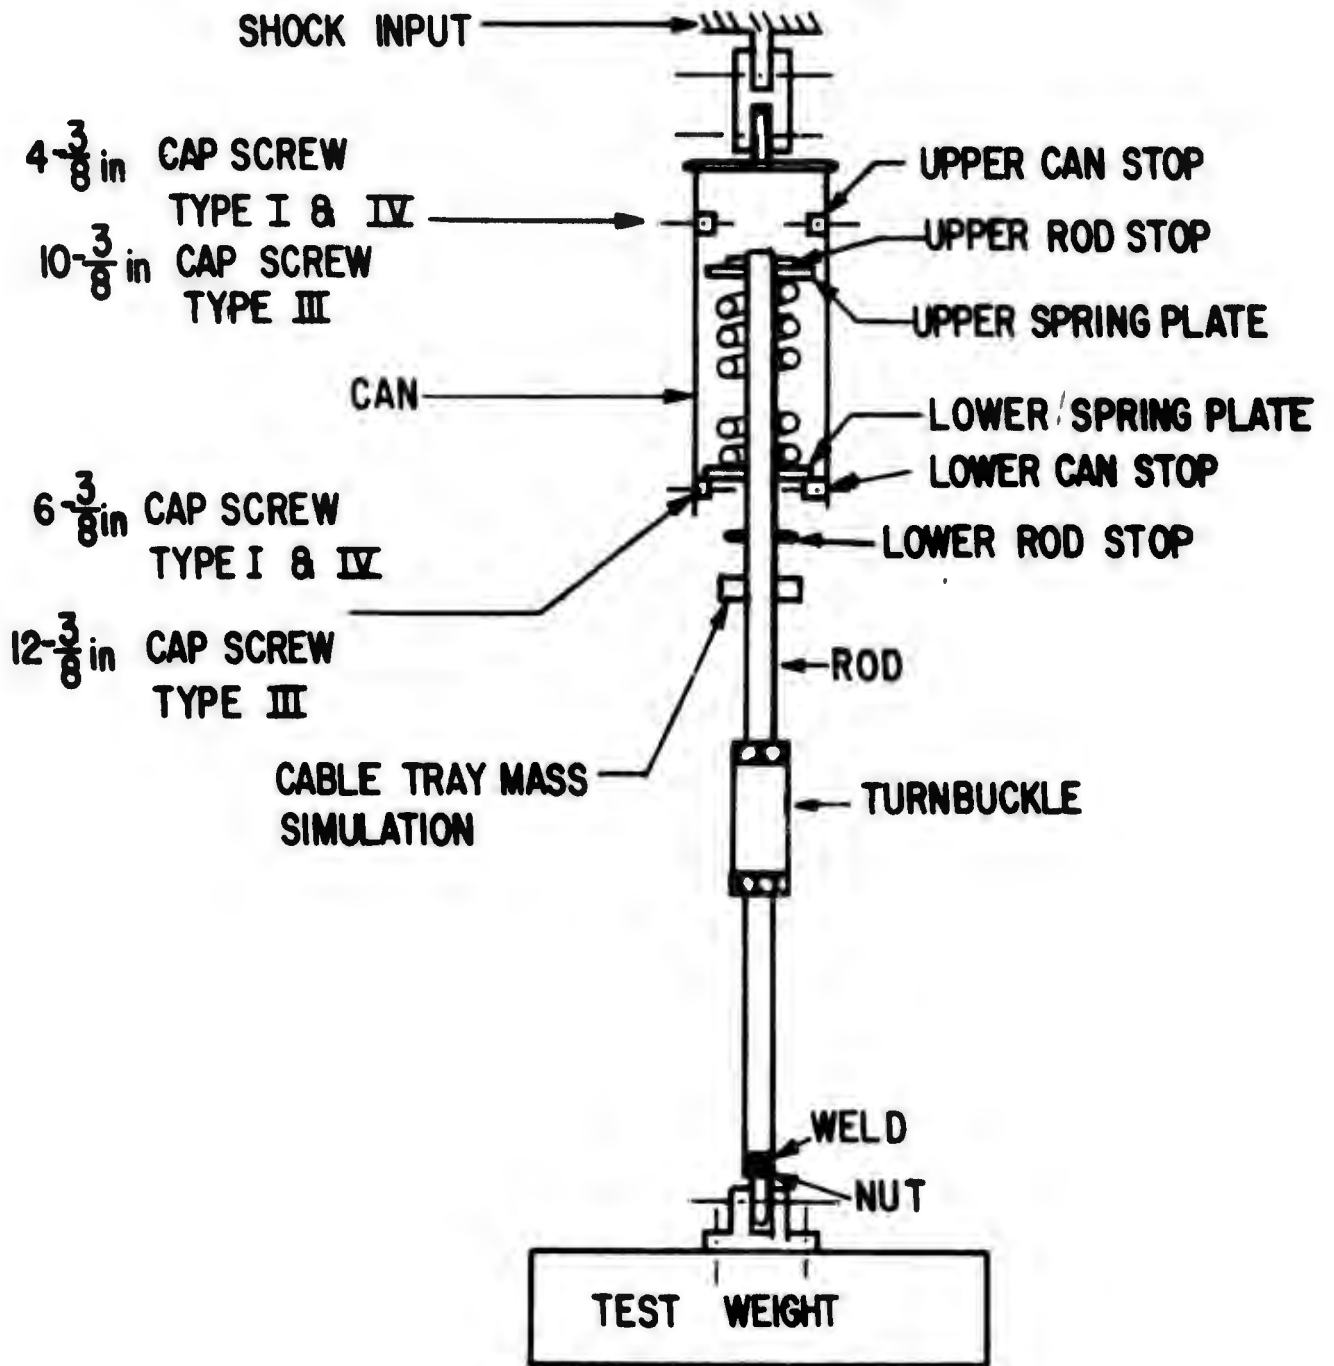 SHOCK INPUT
4-3/8 in CAP SCREW
TYPE I & IV
10-3/8 in CAP SCREW
TYPE III
CAN
6-3/8 in CAP SCREW
TYPE I & IV
12-3/8 in CAP SCREW
TYPE III
CABLE TRAY MASS
SIMULATION
UPPER CAN STOP
UPPER ROD STOP
UPPER SPRING PLATE
LOWER SPRING PLATE
LOWER CAN STOP
LOWER ROD STOP
ROD
TURNBUCKLE
WELD
NUT
TEST WEIGHT